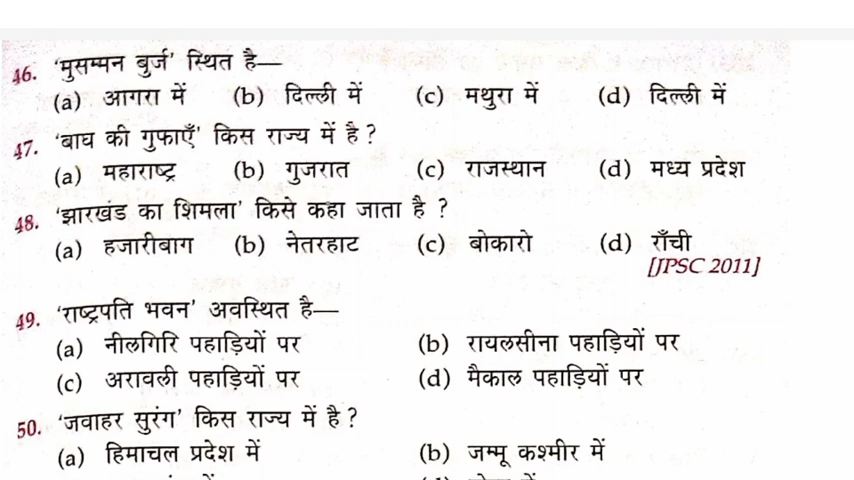 46. 'मुसम्मन बुर्ज' स्थित है—
(a) आगरा में (b) दिल्ली में (c) मथुरा में (d) दिल्ली में
47. 'बाघ की गुफाएँ' किस राज्य में है ?
(a) महाराष्ट्र (b) गुजरात (c) राजस्थान (d) मध्य प्रदेश
48. 'झारखंड का शिमला' किसे कहा जाता है ?
(a) हजारीबाग (b) नेतरहाट (c) बोकारो (d) राँची
[JPSC 2011]
49. 'राष्ट्रपति भवन' अवस्थित है—
(a) नीलगिरि पहाड़ियों पर (b) रायलसीना पहाड़ियों पर
(c) अरावली पहाड़ियों पर (d) मैकाल पहाड़ियों पर
50. 'जवाहर सुरंग' किस राज्य में है ?
(a) हिमाचल प्रदेश में (b) जम्मू कश्मीर में